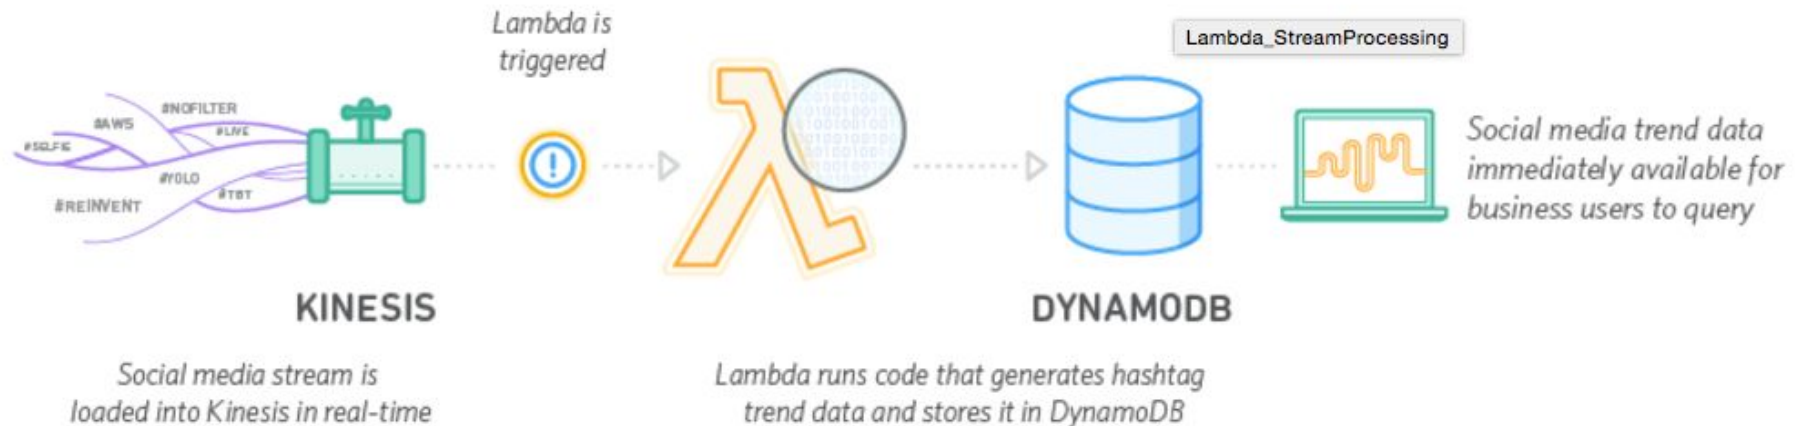 Lambda is
triggered
Lambda_StreamProcessing
#NOFILTER
#AWS
#LIVE
#SELFIE
#YOLO
#TBT
#REINVENT
Social media trend data
immediately available for
business users to query
KINESIS
DYNAMODB
Social media stream is
loaded into Kinesis in real-time
Lambda runs code that generates hashtag
trend data and stores it in DynamoDB